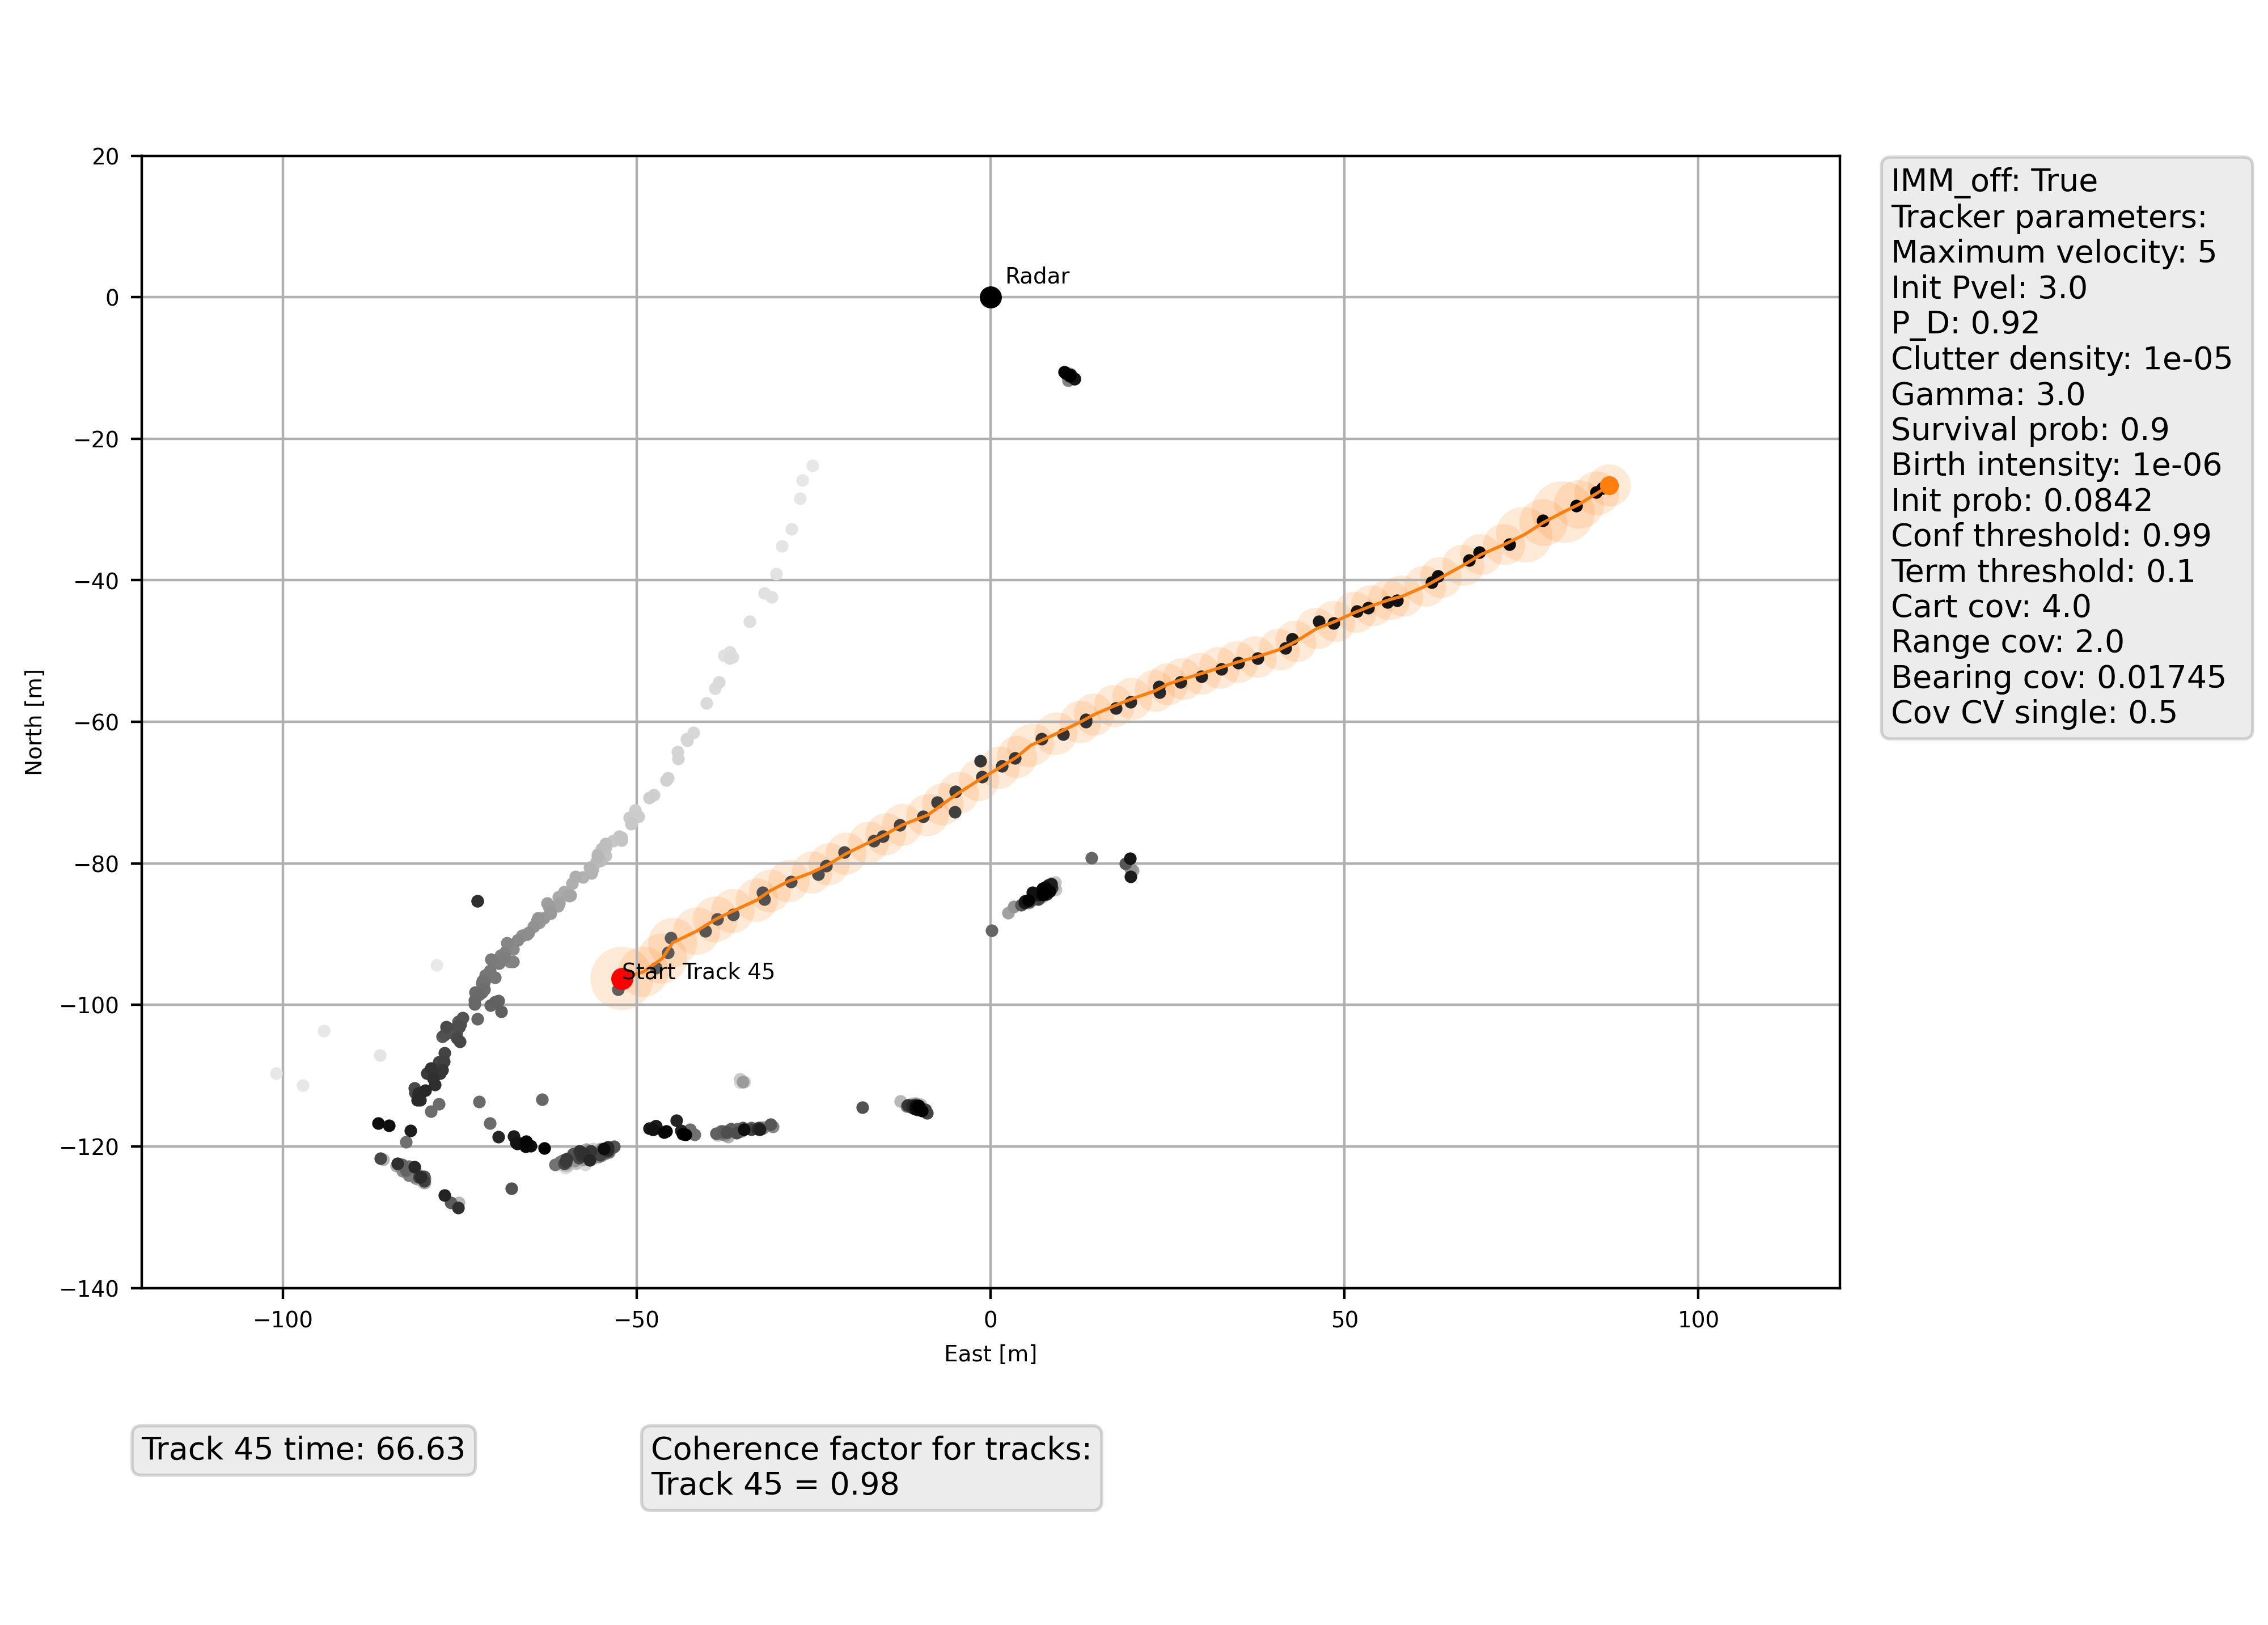 20
0
−20
−40
−60
−80
−100
−120
−140
North [m]
−100
−50
0
50
100
East [m]
Radar
Start Track 45
IMM_off: True
Tracker parameters:
Maximum velocity: 5
Init Pvel: 3.0
P_D: 0.92
Clutter density: 1e-05
Gamma: 3.0
Survival prob: 0.9
Birth intensity: 1e-06
Init prob: 0.0842
Conf threshold: 0.99
Term threshold: 0.1
Cart cov: 4.0
Range cov: 2.0
Bearing cov: 0.01745
Cov CV single: 0.5
Track 45 time: 66.63
Coherence factor for tracks:
Track 45 = 0.98